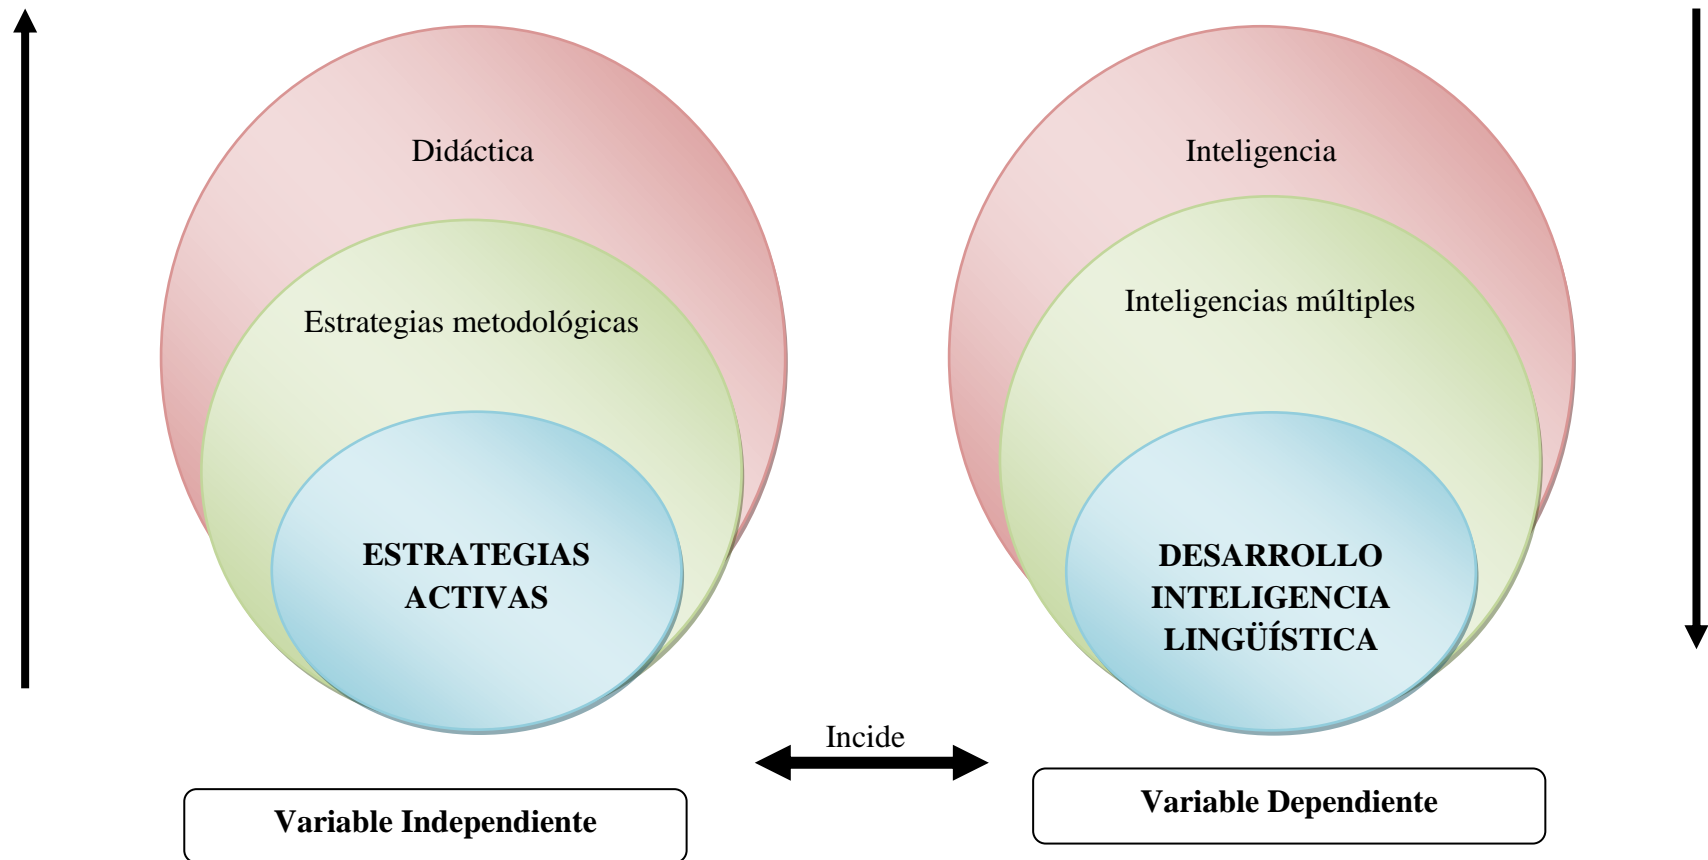 Didáctica
Estrategias metodológicas
ESTRATEGIAS
ACTIVAS
Inteligencia
Inteligencias múltiples
DESARROLLO
INTELIGENCIA
LINGÜÍSTICA
Incide
Variable Independiente
Variable Dependiente